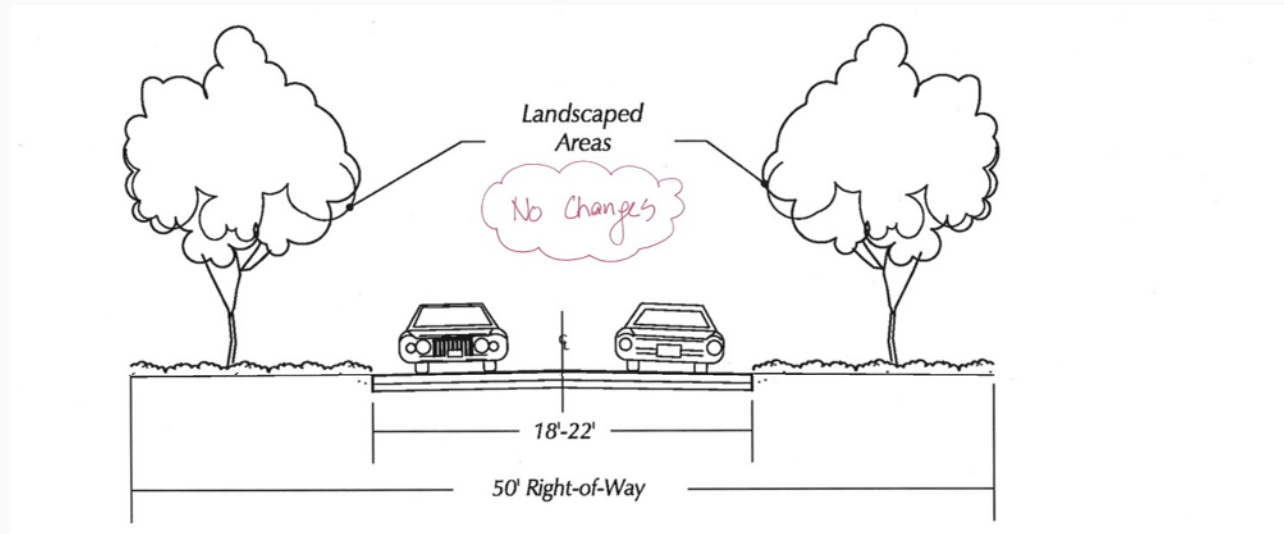 Landscaped
Areas
No Changes
℄
18'-22'
50' Right-of-Way